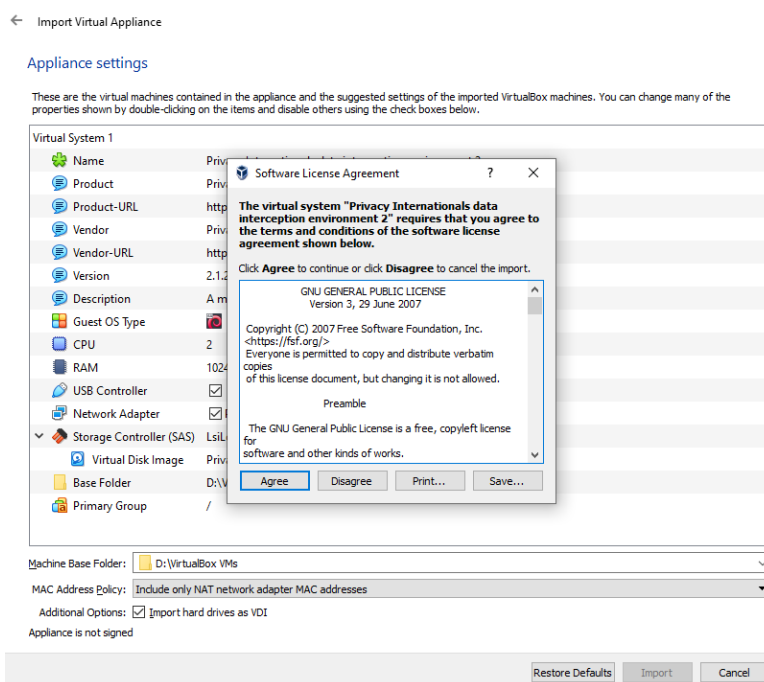 Import Virtual Appliance
Appliance settings
These are the virtual machines contained in the appliance and the suggested settings of the imported VirtualBox machines. You can change many of the
properties shown by double-clicking on the items and disable others using the check boxes below.
Virtual System 1
Name
Product
Product-URL
Vendor
Vendor-URL
Version 2.1.2
Description A m
Guest OS Type
CPU 2
RAM 1024
USB Controller
Network Adapter
Storage Controller (SAS) LsiL
Virtual Disk Image Priv
Base Folder D:\V
Primary Group /
Software License Agreement ?
The virtual system "Privacy Internationals data
interception environment 2" requires that you agree to
the terms and conditions of the software license
agreement shown below.
Click Agree to continue or click Disagree to cancel the import.
GNU GENERAL PUBLIC LICENSE
Version 3, 29 June 2007
Copyright (C) 2007 Free Software Foundation, Inc.
<https://fsf.org/>
Everyone is permitted to copy and distribute verbatim
copies
of this license document, but changing it is not allowed.
Preamble
The GNU General Public License is a free, copyleft license
for
software and other kinds of works.
Agree Disagree Print... Save...
Machine Base Folder: D:\VirtualBox VMs
MAC Address Policy: Include only NAT network adapter MAC addresses
Additional Options: Import hard drives as VDI
Appliance is not signed
Restore Defaults Import Cancel